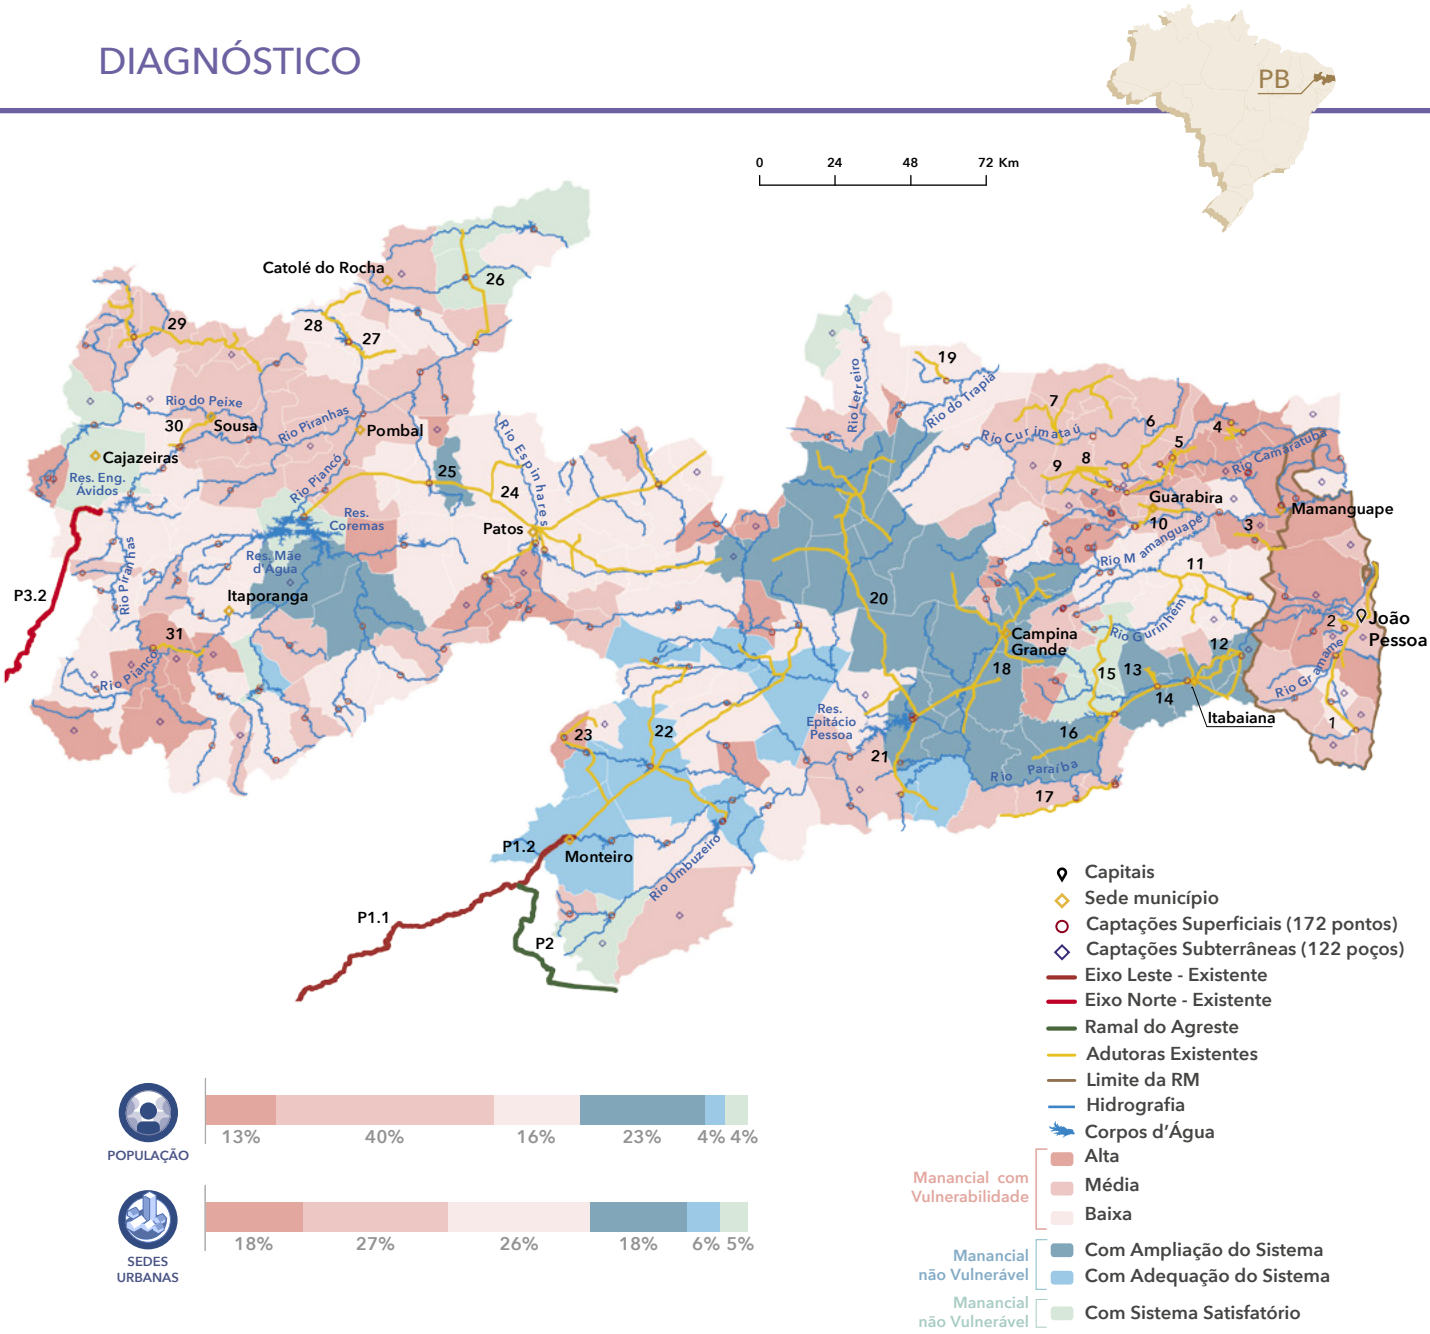 DIAGNÓSTICO
PB
0 24 48 72 Km
Catolé do Rocha
26
29
28
27
19
Rio Letreiro
Rio do Trapiá
7
6
4
5
Rio do Peixe
Sousa
30
Rio Piranhas
Pombal
Rio Espinhares
Rio Curimataú
Rio Camaratuba
Cajazeiras
Res. Eng.
Ávidos
Rio Piancó
25
24
9
8
Guarabira
Mamanguape
Res.
Coremas
Patos
10
3
Rio Mamanguape
Res. Mãe
d'Água
Rio Piranhas
11
P3.2
Itaporanga
20
Rio Gurinhém
2
João
Pessoa
31
Campina
Grande
12
Rio Piancó
18
15
13
14
Rio Gramame
Itabaiana
1
Res.
Epitácio
Pessoa
22
23
16
21
Rio Paraíba
17
P1.2
Monteiro
Rio Umbuzeiro
P1.1
P2
Capitais
Sede município
Captações Superficiais (172 pontos)
Captações Subterrâneas (122 poços)
Eixo Leste - Existente
Eixo Norte - Existente
Ramal do Agreste
Adutoras Existentes
Limite da RM
Hidrografia
Corpos d'Água
Manancial com
Vulnerabilidade
Alta
Média
Baixa
Manancial
não Vulnerável
Com Ampliação do Sistema
Com Adequação do Sistema
Manancial
não Vulnerável
Com Sistema Satisfatório
POPULAÇÃO
13% 40% 16% 23% 4% 4%
SEDES
URBANAS
18% 27% 26% 18% 6% 5%